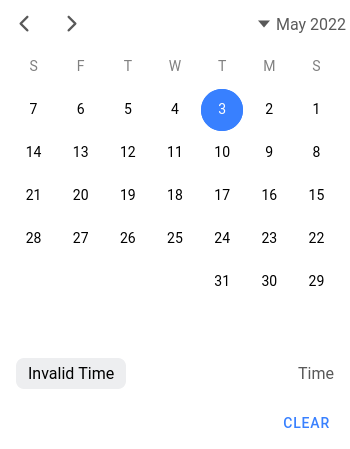 May 2022
S F T W T M S
7 6 5 4 3 2 1
14 13 12 11 10 9 8
21 20 19 18 17 16 15
28 27 26 25 24 23 22
31 30 29
Invalid Time Time
CLEAR